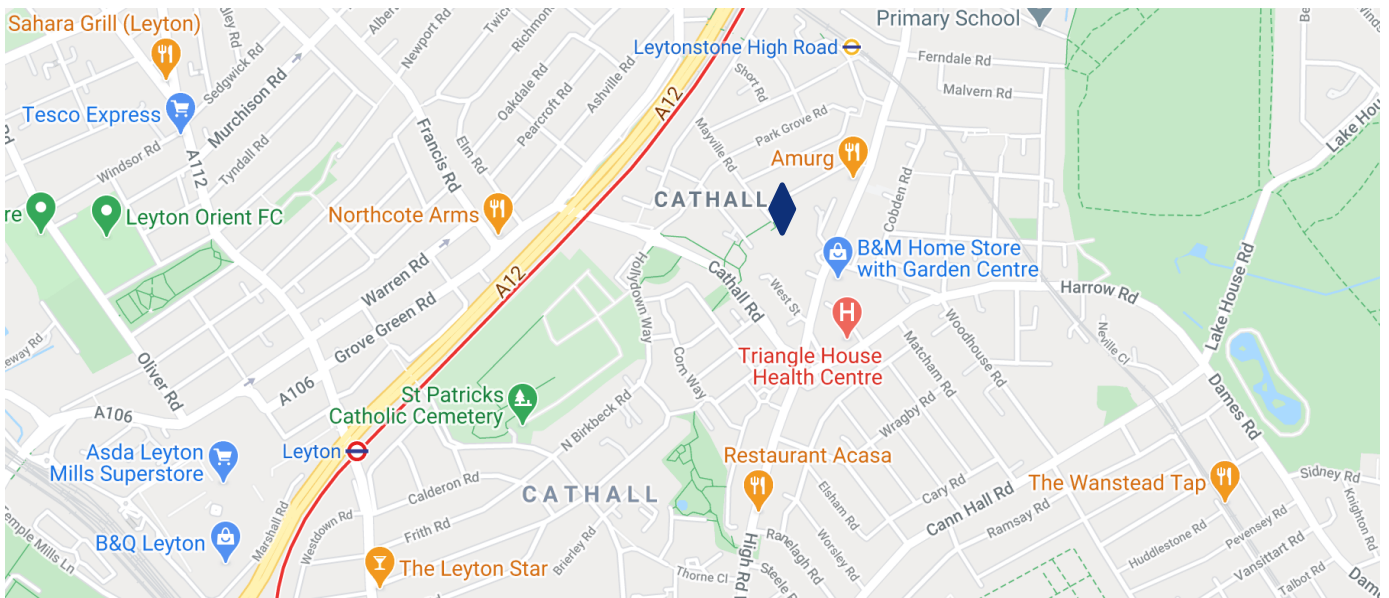 Primary School
Sahara Grill (Leyton)
Leytonstone High Road
Ferndale Rd
Newport Rd
Richmond
Sedgwick Rd
Oakdale Rd
Ashville Rd
Short Rd
Malvern Rd
Tesco Express
Murchison Rd
Pearcroft Rd
A12
Park Grove Rd
Lake Hou
Windsor Rd
A112
Tyndall Rd
Francis Rd
Elm Rd
Mayville Rd
Amurg
Cobden Rd
re
Leyton Orient FC
Northcote Arms
CATHALL
B&M Home Store
with Garden Centre
Warren Rd
A12
Hollydown Way
Cathall Rd
West St
Harrow Rd
Lake House Rd
Grove Green Rd
Triangle House
Health Centre
Woodhouse Rd
Neville Cl
Matcham Rd
eway Rd
Oliver Rd
A106
A106
St Patricks
Catholic Cemetery
Corn Way
N Birkbeck Rd
Wragby Rd
Dames Rd
Asda Leyton
Mills Superstore
Leyton
Restaurant Acasa
The Wanstead Tap
Sidney Rd
Calderon Rd
CATHALL
Cary Rd
Cann Hall Rd
Elsham Rd
Ramsay Rd
Knighton Rd
B&Q Leyton
Marshall Rd
Westdown Rd
Frith Rd
Brierley Rd
High Rd
Ranelagh Rd
Worsley Rd
Pevensey Rd
Huddlestone Rd
Vansittart Rd
Talbot Rd
emple Mills Ln
The Leyton Star
Thorne Cl
Steele
Dam